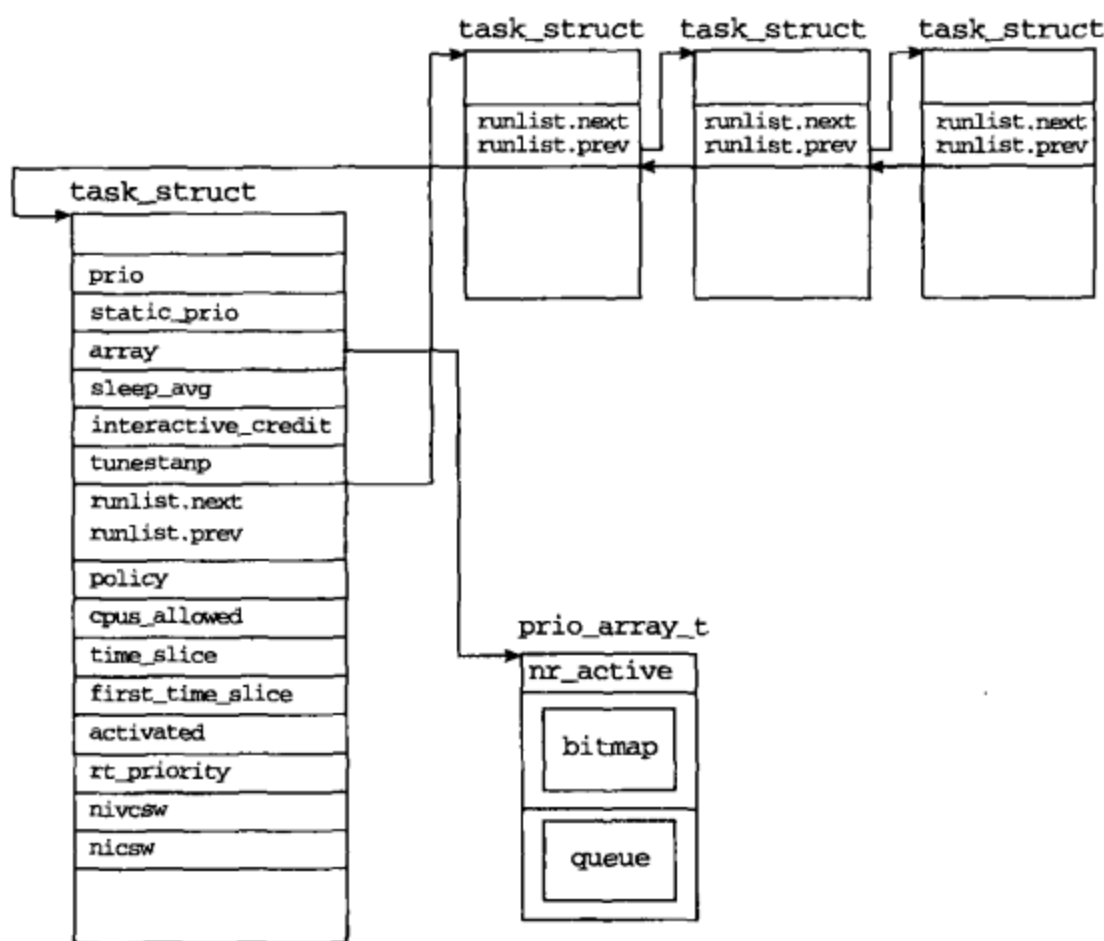 task_struct task_struct task_struct
runlist.next runlist.next runlist.next
runlist.prev runlist.prev runlist.prev
task_struct
prio
static_prio
array
sleep_avg
interactive_credit
tunestanp
runlist.next
runlist.prev
policy
cpus_allowed
time_slice
first_time_slice
activated
rt_priority
nivcsw
nicsw
prio_array_t
nr_active
bitmap
queue